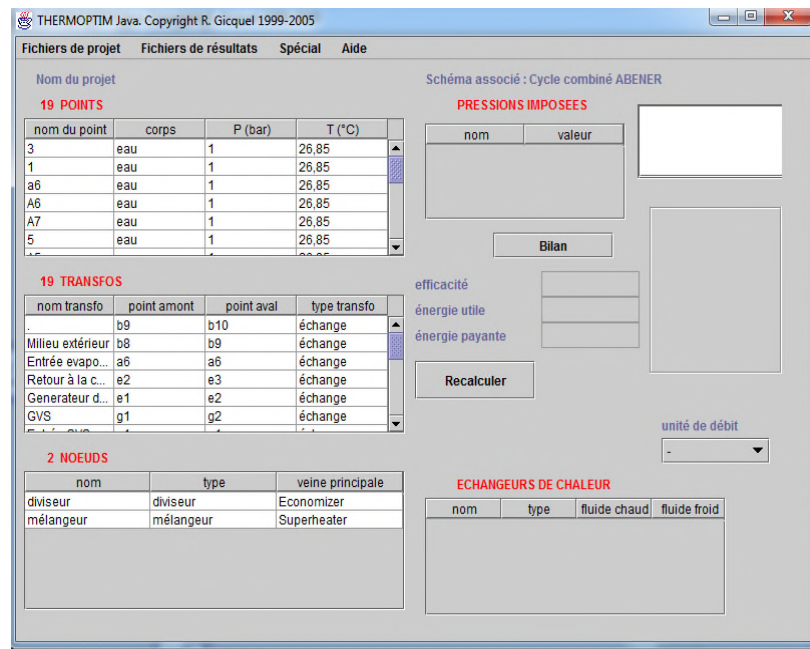 THERMOPTIM Java. Copyright R. Gicquel 1999-2005
Fichiers de projet Fichiers de résultats Spécial Aide
Nom du projet
Schéma associé : Cycle combiné ABENER
19 POINTS
nom du point corps P (bar) T (°C)
3 eau 1 26,85
1 eau 1 26,85
a6 eau 1 26,85
A6 eau 1 26,85
A7 eau 1 26,85
5 eau 1 26,85
PRESSIONS IMPOSEES
nom valeur
Bilan
19 TRANSFOS
nom transfo point amont point aval type transfo
. b9 b10 échange
Milieu extérieur b8 b9 échange
Entrée evapo... a6 a6 échange
Retour à la c... e2 e3 échange
Generateur d... e1 e2 échange
GVS g1 g2 échange
efficacité
énergie utile
énergie payante
Recalculer
unité de débit
-
2 NOEUDS
nom type veine principale
diviseur diviseur Economizer
mélangeur mélangeur Superheater
ECHANGEURS DE CHALEUR
nom type fluide chaud fluide froid